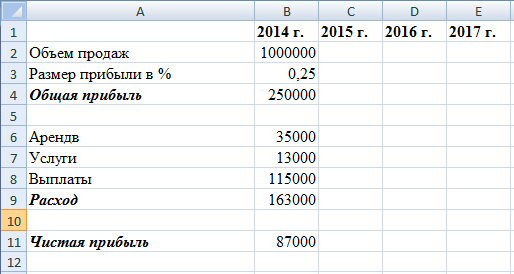 A B C D E
1 2014 г. 2015 г. 2016 г. 2017 г.
2 Объем продаж 1000000
3 Размер прибыли в % 0,25
4 Общая прибыль 250000
5
6 Арендв 35000
7 Услуги 13000
8 Выплаты 115000
9 Расход 163000
10
11 Чистая прибыль 87000
12